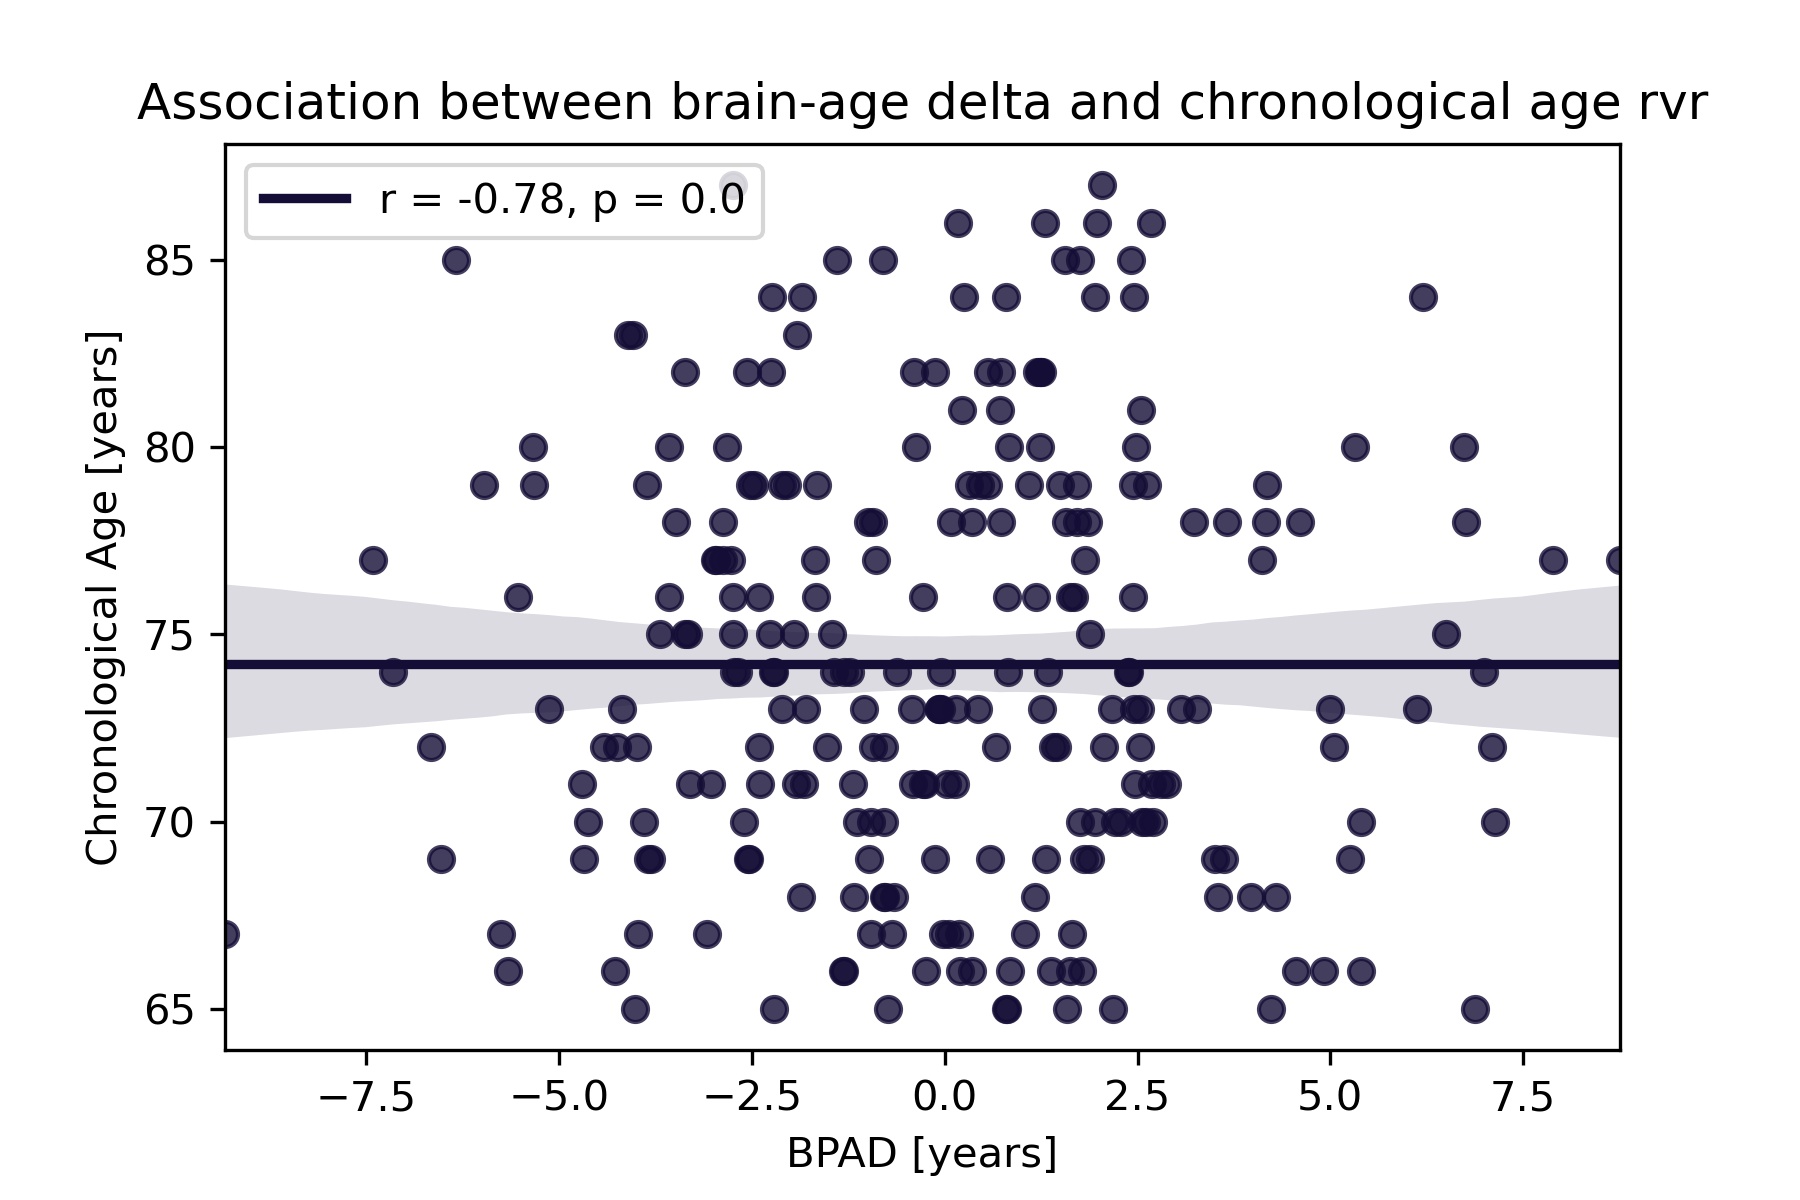 Association between brain-age delta and chronological age rvr
r = -0.78, p = 0.0
Chronological Age [years]
85
80
75
70
65
−7.5 −5.0 −2.5 0.0 2.5 5.0 7.5
BPAD [years]